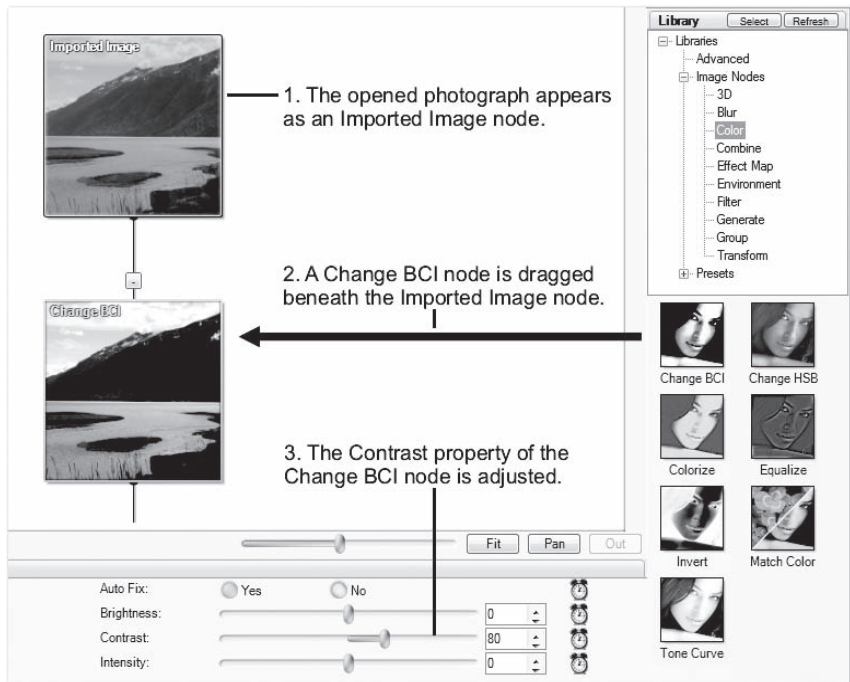 Imported Image
1. The opened photograph appears
as an Imported Image node.
2. A Change BCI node is dragged
beneath the Imported Image node.
Change BCI
3. The Contrast property of the
Change BCI node is adjusted.
Fit
Pan
Out
Auto Fix:
Yes
No
Brightness:
0
Contrast:
80
Intensity:
0
Library
Select
Refresh
Libraries
Advanced
Image Nodes
3D
Blur
Color
Combine
Effect Map
Environment
Filter
Generate
Group
Transform
Presets
Change BCI
Change HSB
Colorize
Equalize
Invert
Match Color
Tone Curve